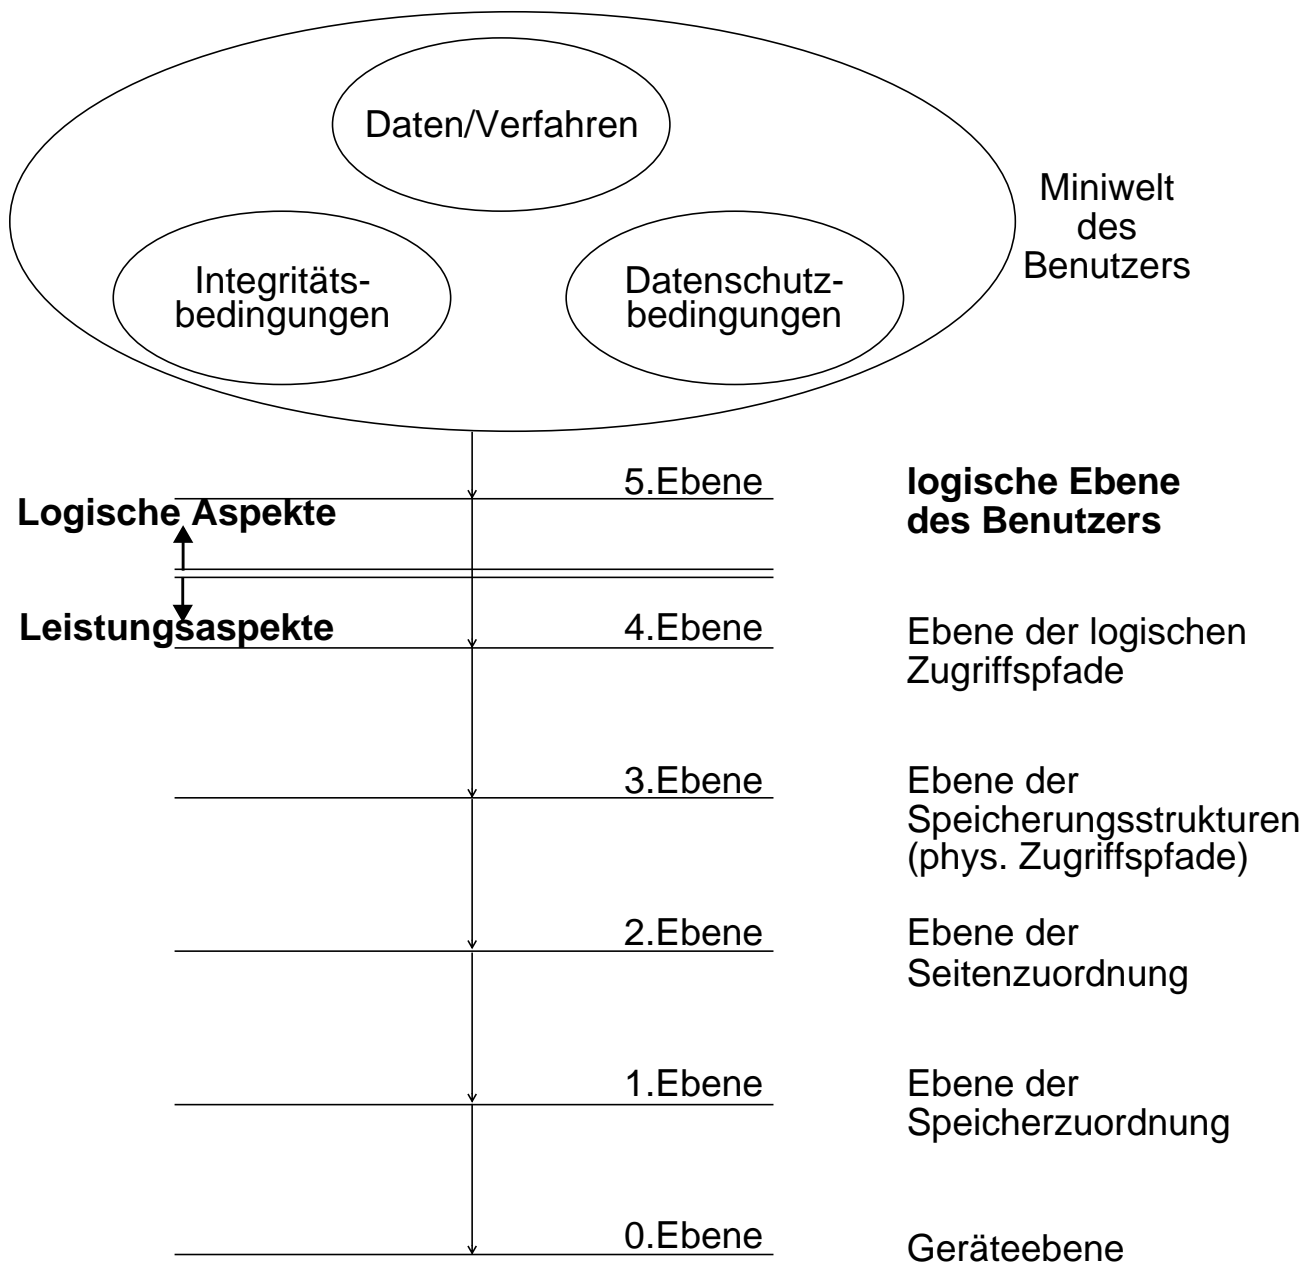 Daten/Verfahren
Miniwelt
des
Benutzers
Integritäts-
bedingungen
Datenschutz-
bedingungen
5.Ebene
logische Ebene
des Benutzers
Logische Aspekte
Leistungsaspekte
4.Ebene
Ebene der logischen
Zugriffspfade
3.Ebene
Ebene der
Speicherungsstrukturen
(phys. Zugriffspfade)
2.Ebene
Ebene der
Seitenzuordnung
1.Ebene
Ebene der
Speicherzuordnung
0.Ebene
Geräteebene